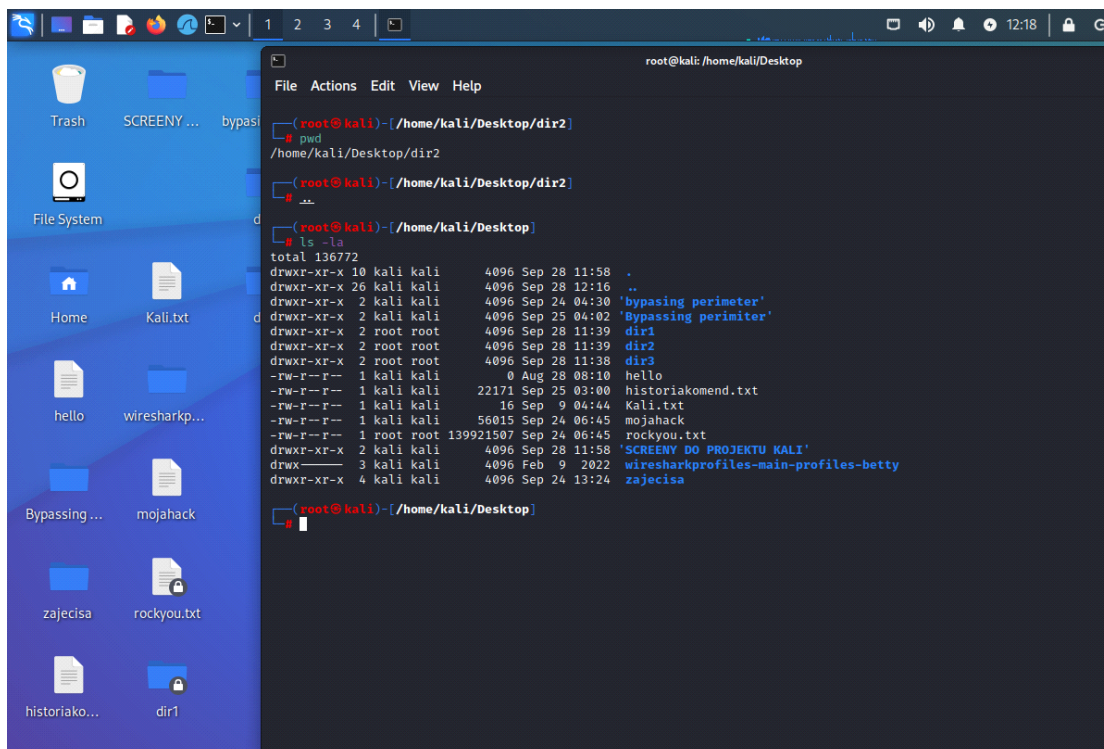 1 2 3 4
12:18
root@kali: /home/kali/Desktop
File Actions Edit View Help
Trash
SCREENY ...
bypasi
File System
d
Home
Kali.txt
d
hello
wiresharkp...
Bypassing ...
mojahack
zajecisa
rockyou.txt
historiako...
dir1
┌──(root㉿kali)-[/home/kali/Desktop/dir2]
└─# pwd
/home/kali/Desktop/dir2
┌──(root㉿kali)-[/home/kali/Desktop/dir2]
└─# ..
┌──(root㉿kali)-[/home/kali/Desktop]
└─# ls -la
total 136772
drwxr-xr-x 10 kali kali 4096 Sep 28 11:58 .
drwxr-xr-x 26 kali kali 4096 Sep 28 12:16 ..
drwxr-xr-x 2 kali kali 4096 Sep 24 04:30 'bypasing perimeter'
drwxr-xr-x 2 kali kali 4096 Sep 25 04:02 'Bypassing perimiter'
drwxr-xr-x 2 root root 4096 Sep 28 11:39 dir1
drwxr-xr-x 2 root root 4096 Sep 28 11:39 dir2
drwxr-xr-x 2 root root 4096 Sep 28 11:38 dir3
-rw-r--r-- 1 kali kali 0 Aug 28 08:10 hello
-rw-r--r-- 1 kali kali 22171 Sep 25 03:00 historiakomend.txt
-rw-r--r-- 1 kali kali 16 Sep 9 04:44 Kali.txt
-rw-r--r-- 1 kali kali 56015 Sep 24 06:45 mojahack
-rw-r--r-- 1 root root 139921507 Sep 24 06:45 rockyou.txt
drwxr-xr-x 2 kali kali 4096 Sep 28 11:58 'SCREENY DO PROJEKTU KALI'
drwx------ 3 kali kali 4096 Feb 9 2022 wiresharkprofiles-main-profiles-betty
drwxr-xr-x 4 kali kali 4096 Sep 24 13:24 zajecisa
┌──(root㉿kali)-[/home/kali/Desktop]
└─#